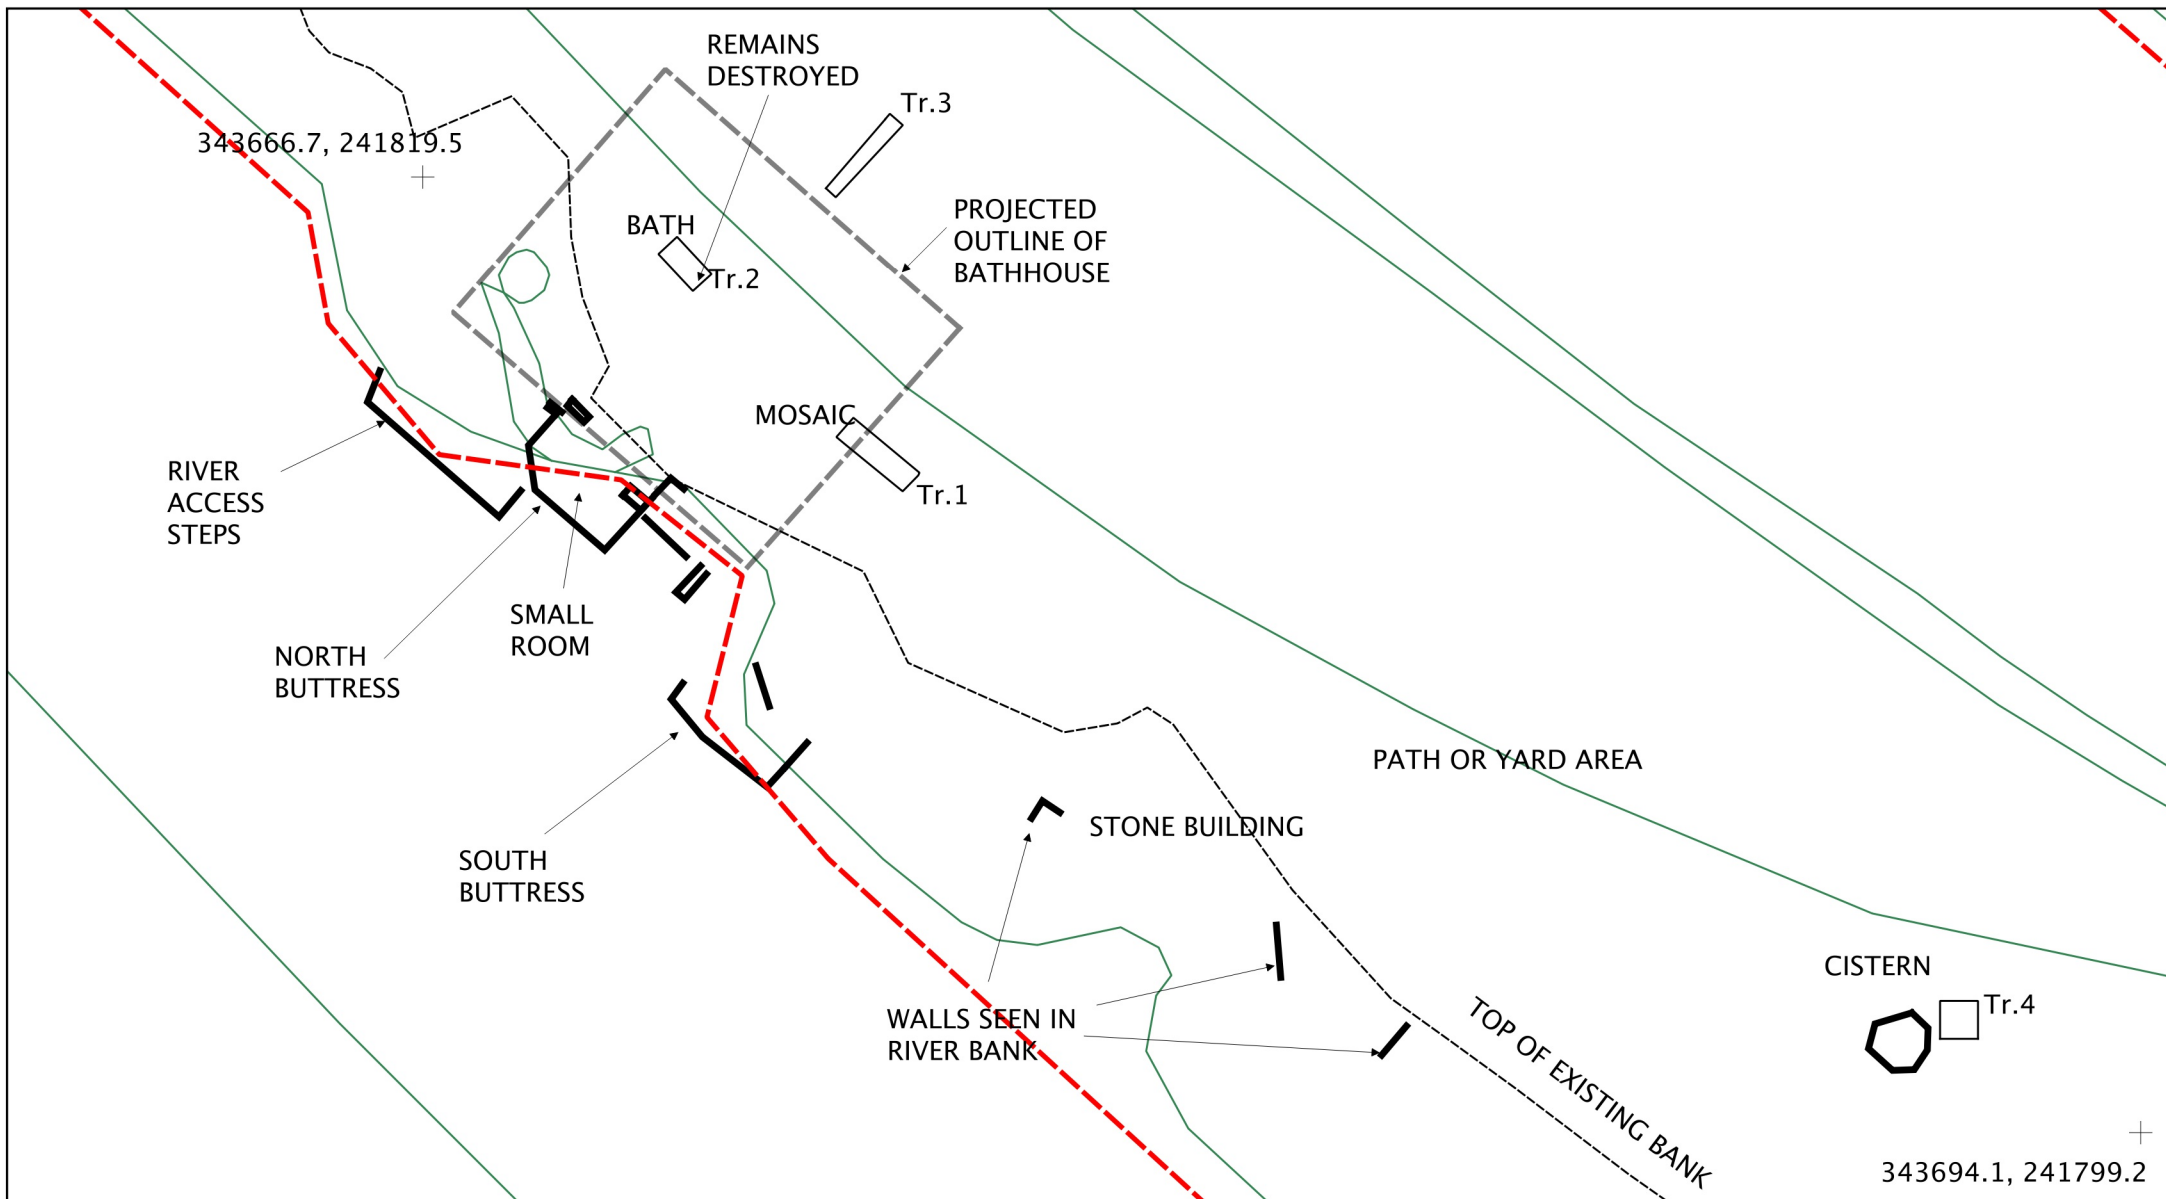 REMAINS
DESTROYED
Tr.3
343666.7, 241819.5
PROJECTED
OUTLINE OF
BATHHOUSE
BATH
Tr.2
MOSAIC
Tr.1
RIVER
ACCESS
STEPS
SMALL
ROOM
NORTH
BUTTRESS
PATH OR YARD AREA
STONE BUILDING
SOUTH
BUTTRESS
CISTERN
Tr.4
WALLS SEEN IN
RIVER BANK
TOP OF EXISTING BANK
343694.1, 241799.2